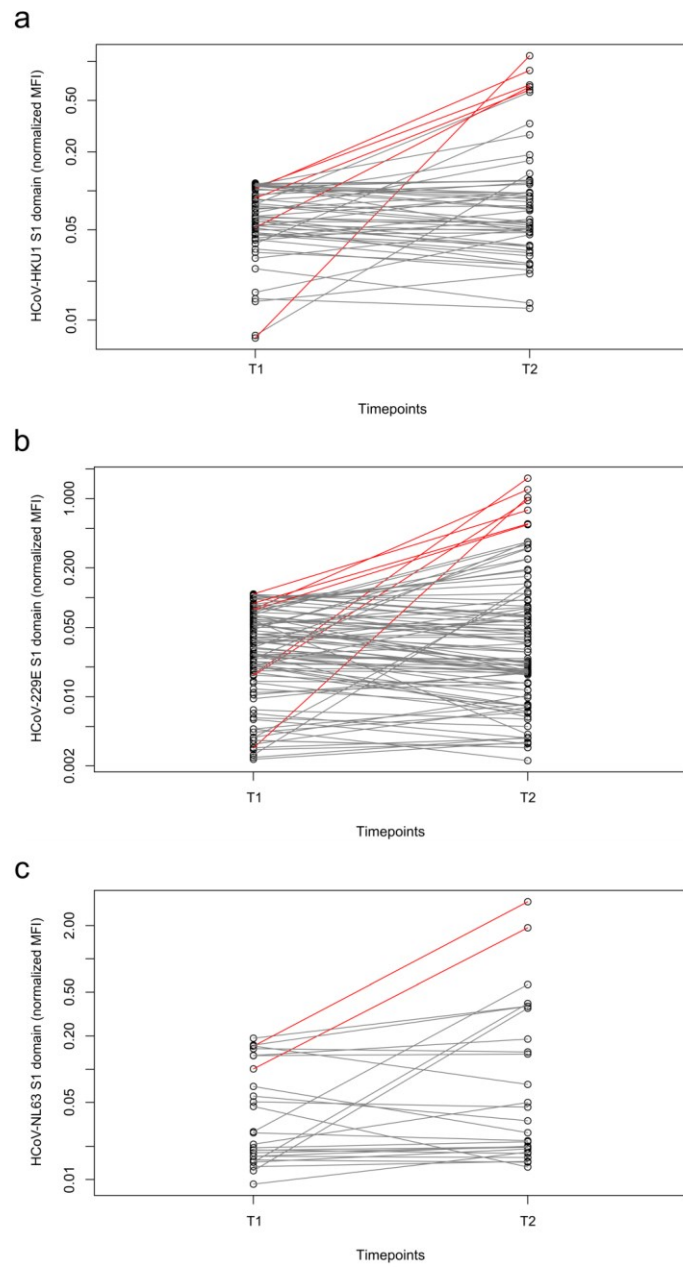 a
HCoV-HKU1 S1 domain (normalized MFI)
0.50
0.20
0.05
0.01
T1 T2
Timepoints
b
HCoV-229E S1 domain (normalized MFI)
1.000
0.200
0.050
0.010
0.002
T1 T2
Timepoints
c
HCoV-NL63 S1 domain (normalized MFI)
2.00
0.50
0.20
0.05
0.01
T1 T2
Timepoints